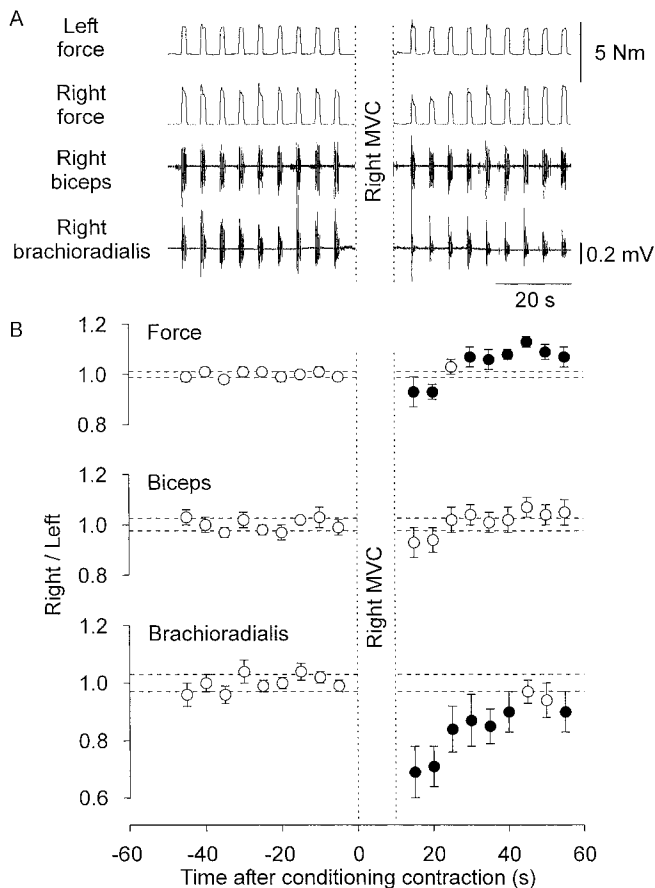 A
Left
force
5 Nm
Right
force
Right
biceps
Right MVC
Right
brachioradialis
0.2 mV
20 s
B
1.2
Force
1.0
0.8
1.2
Biceps
1.0
0.8
Right / Left
Right MVC
1.2
Brachioradialis
1.0
0.8
0.6
-60 -40 -20 0 20 40 60
Time after conditioning contraction (s)